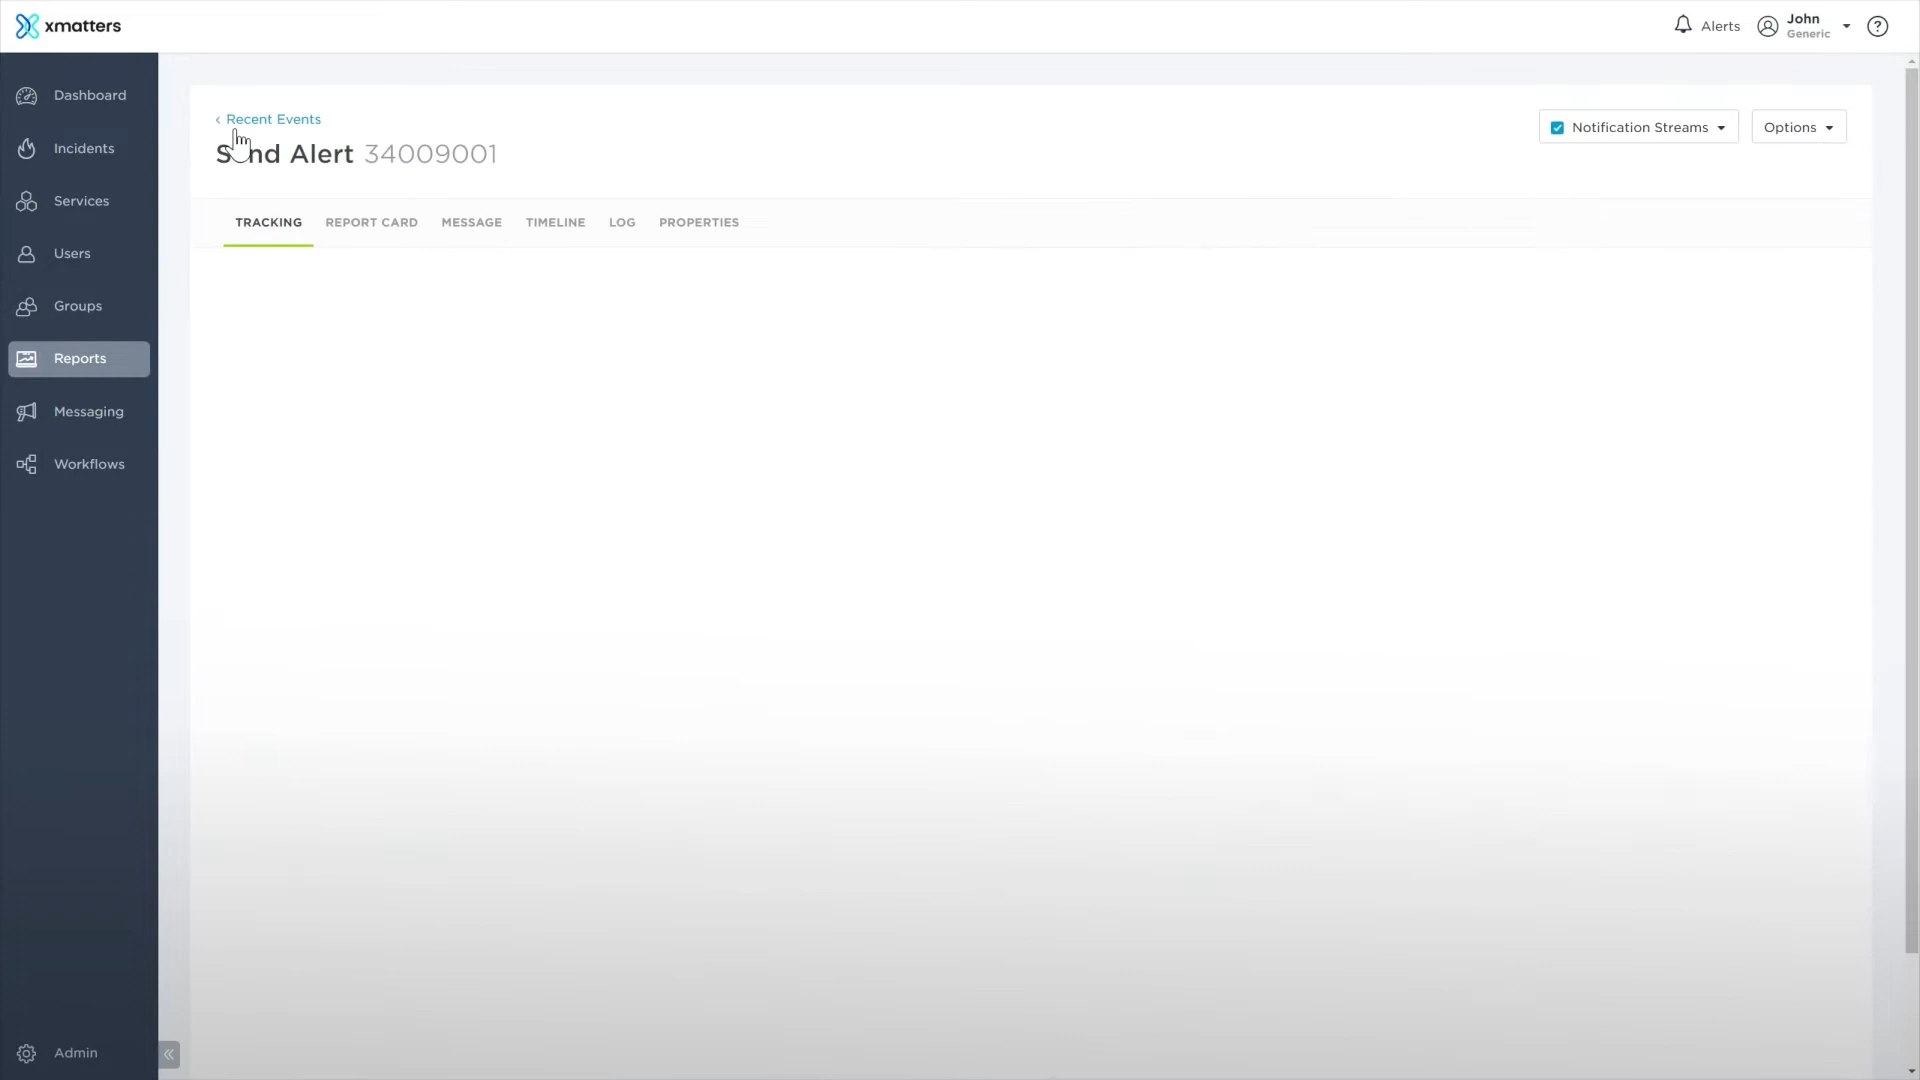 xmatters
Alerts
John
Generic
Dashboard
Incidents
Services
Users
Groups
Reports
Messaging
Workflows
Admin
Recent Events
Send Alert 34009001
Notification Streams
Options
TRACKING REPORT CARD MESSAGE TIMELINE LOG PROPERTIES